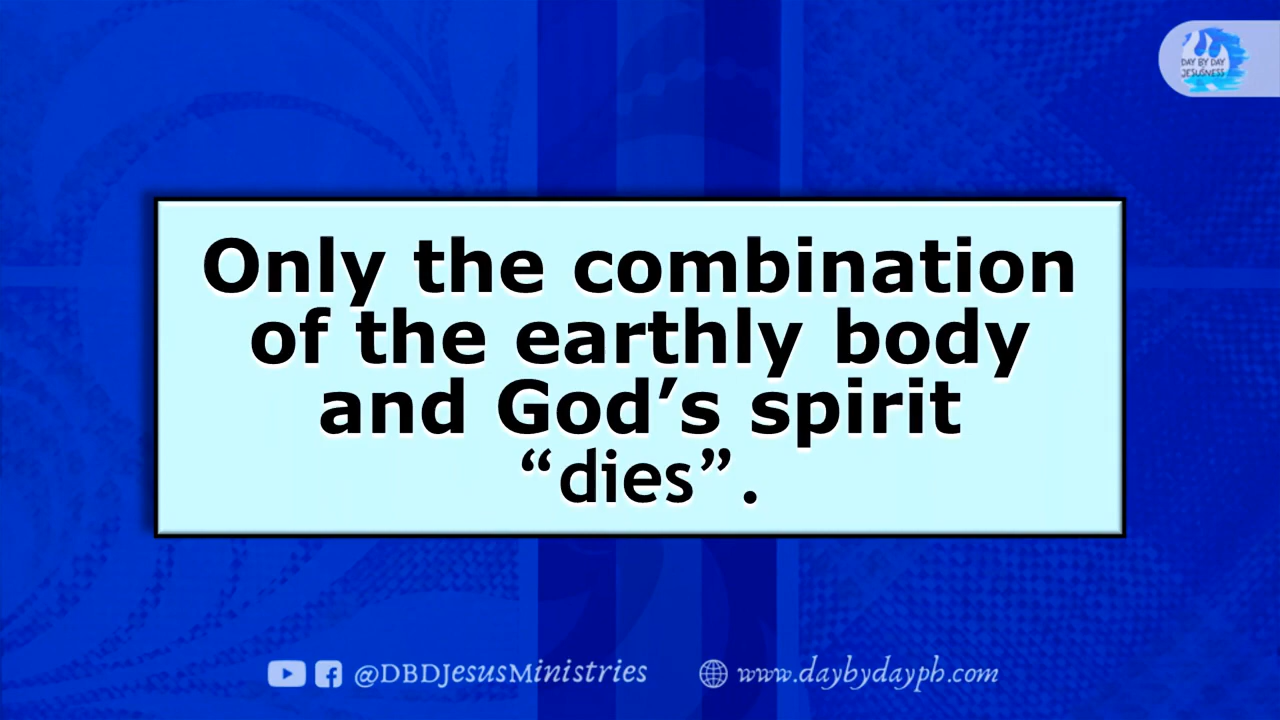 DAY BY DAY
JESUSNESS
Only the combination
of the earthly body
and God’s spirit
“dies”.
@DBDJesusMinistries
www.daybydayph.com